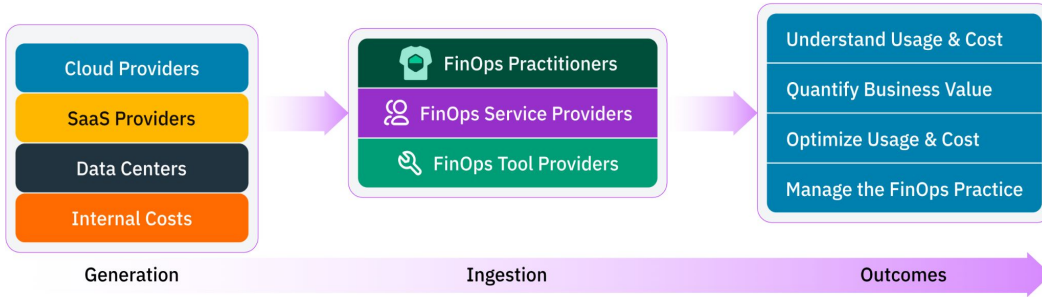 Cloud Providers
SaaS Providers
Data Centers
Internal Costs
FinOps Practitioners
FinOps Service Providers
FinOps Tool Providers
Understand Usage & Cost
Quantify Business Value
Optimize Usage & Cost
Manage the FinOps Practice
Generation
Ingestion
Outcomes